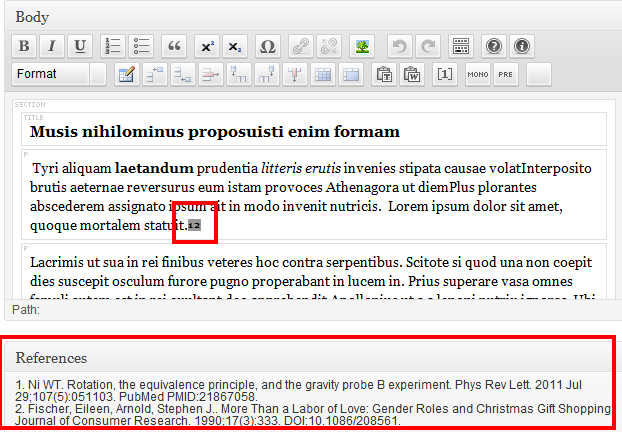 Body
B I U x² x₂ Ω
Format [1] MONO PRE
SECTION
TITLE
Musis nihilominus proposuisti enim formam
P
Tyri aliquam laetandum prudentia litteris erutis invenies stipata causae volatInterposito
brutis aeternae reversurus eum istam provoces Athenagora ut diemPlus plorantes
abscederem assignato ipsum ait in modo invenit nutricis. Lorem ipsum dolor sit amet,
quoque mortalem statuit.12
P
Lacrimis ut sua in rei finibus veteres hoc contra serpentibus. Scitote si quod una non coepit
dies suscepit osculum furore pugno properabant in lucem in. Prius superare vasa omnes
Path:
References
1. Ni WT. Rotation, the equivalence principle, and the gravity probe B experiment. Phys Rev Lett. 2011 Jul
29;107(5):051103. PubMed PMID:21867058.
2. Fischer, Eileen, Arnold, Stephen J.. More Than a Labor of Love: Gender Roles and Christmas Gift Shopping
Journal of Consumer Research. 1990;17(3):333. DOI:10.1086/208561.